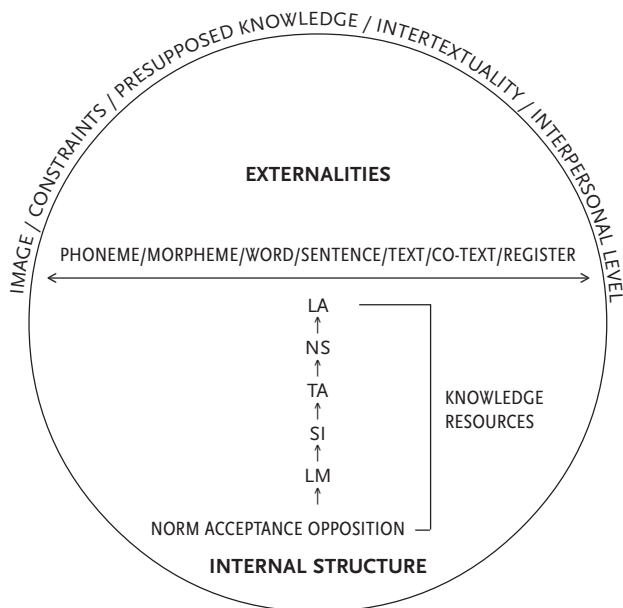 IMAGE / CONSTRAINTS / PRESUPPOSED KNOWLEDGE / INTERTEXTUALITY / INTERPERSONAL LEVEL
EXTERNALITIES
PHONEME/MORPHEME/WORD/SENTENCE/TEXT/CO-TEXT/REGISTER
LA
NS
TA
SI
LM
KNOWLEDGE
RESOURCES
NORM ACCEPTANCE OPPOSITION
INTERNAL STRUCTURE